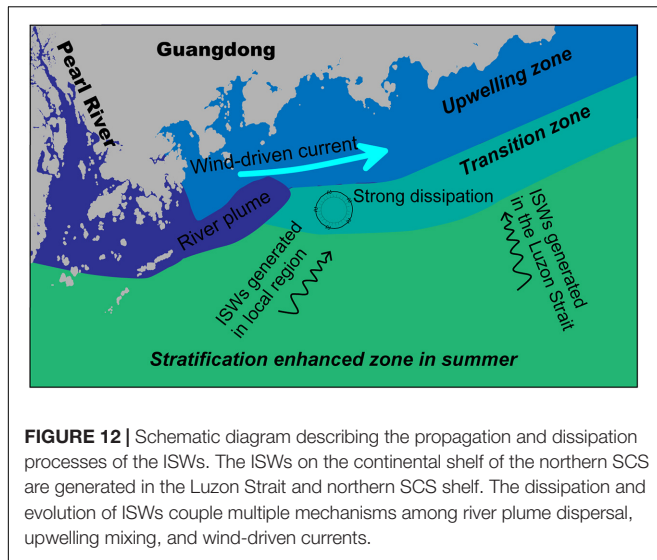 Guangdong
Pearl River
Upwelling zone
Wind-driven current
Transition zone
Strong dissipation
River plume
ISWs generated
in local region
ISWs generated
in the Luzon Strait
Stratification enhanced zone in summer
FIGURE 12 | Schematic diagram describing the propagation and dissipation
processes of the ISWs. The ISWs on the continental shelf of the northern SCS
are generated in the Luzon Strait and northern SCS shelf. The dissipation and
evolution of ISWs couple multiple mechanisms among river plume dispersal,
upwelling mixing, and wind-driven currents.